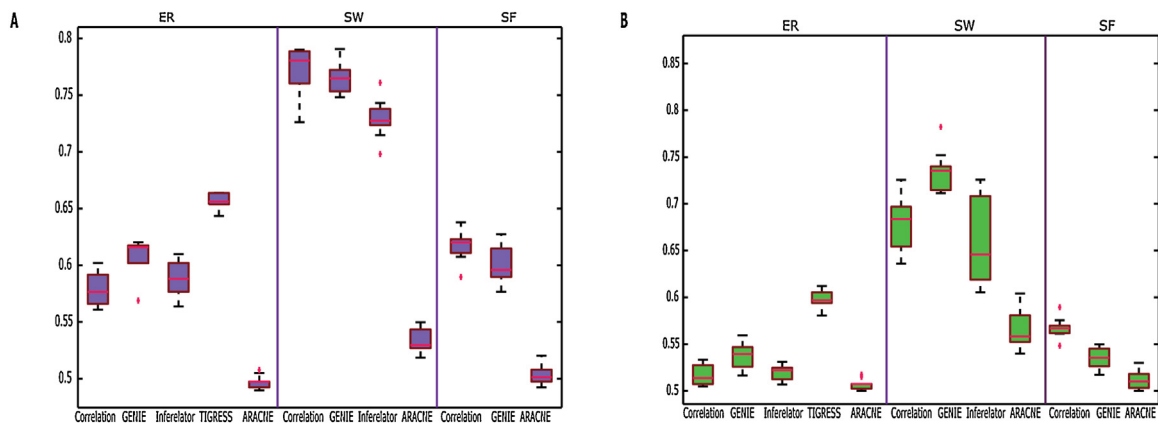 A
ER SW SF
0.8
0.75
0.7
0.65
0.6
0.55
0.5
Correlation GENIE Inferelator TIGRESS ARACNE Correlation GENIE Inferelator ARACNE Correlation GENIE ARACNE
B
ER SW SF
0.85
0.8
0.75
0.7
0.65
0.6
0.55
0.5
Correlation GENIE Inferelator TIGRESS ARACNE Correlation GENIE Inferelator ARACNE Correlation GENIE ARACNE